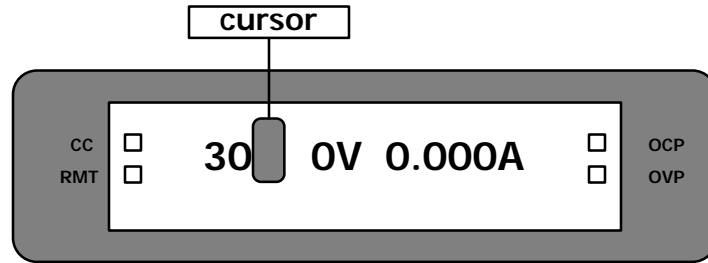 cursor
CC
RMT
30 0V 0.000A
OCP
OVP